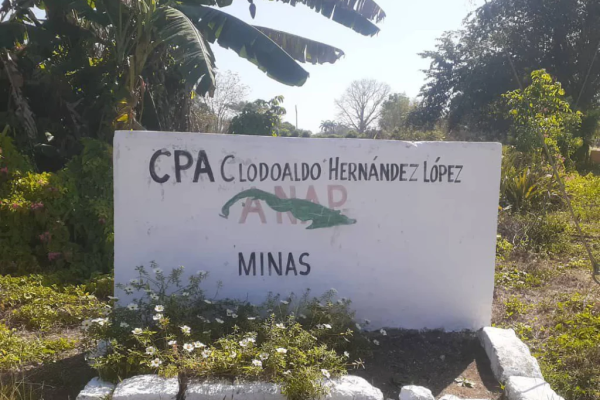 CPA CLODOALDO HERNÁNDEZ LÓPEZ
ANAP
MINAS